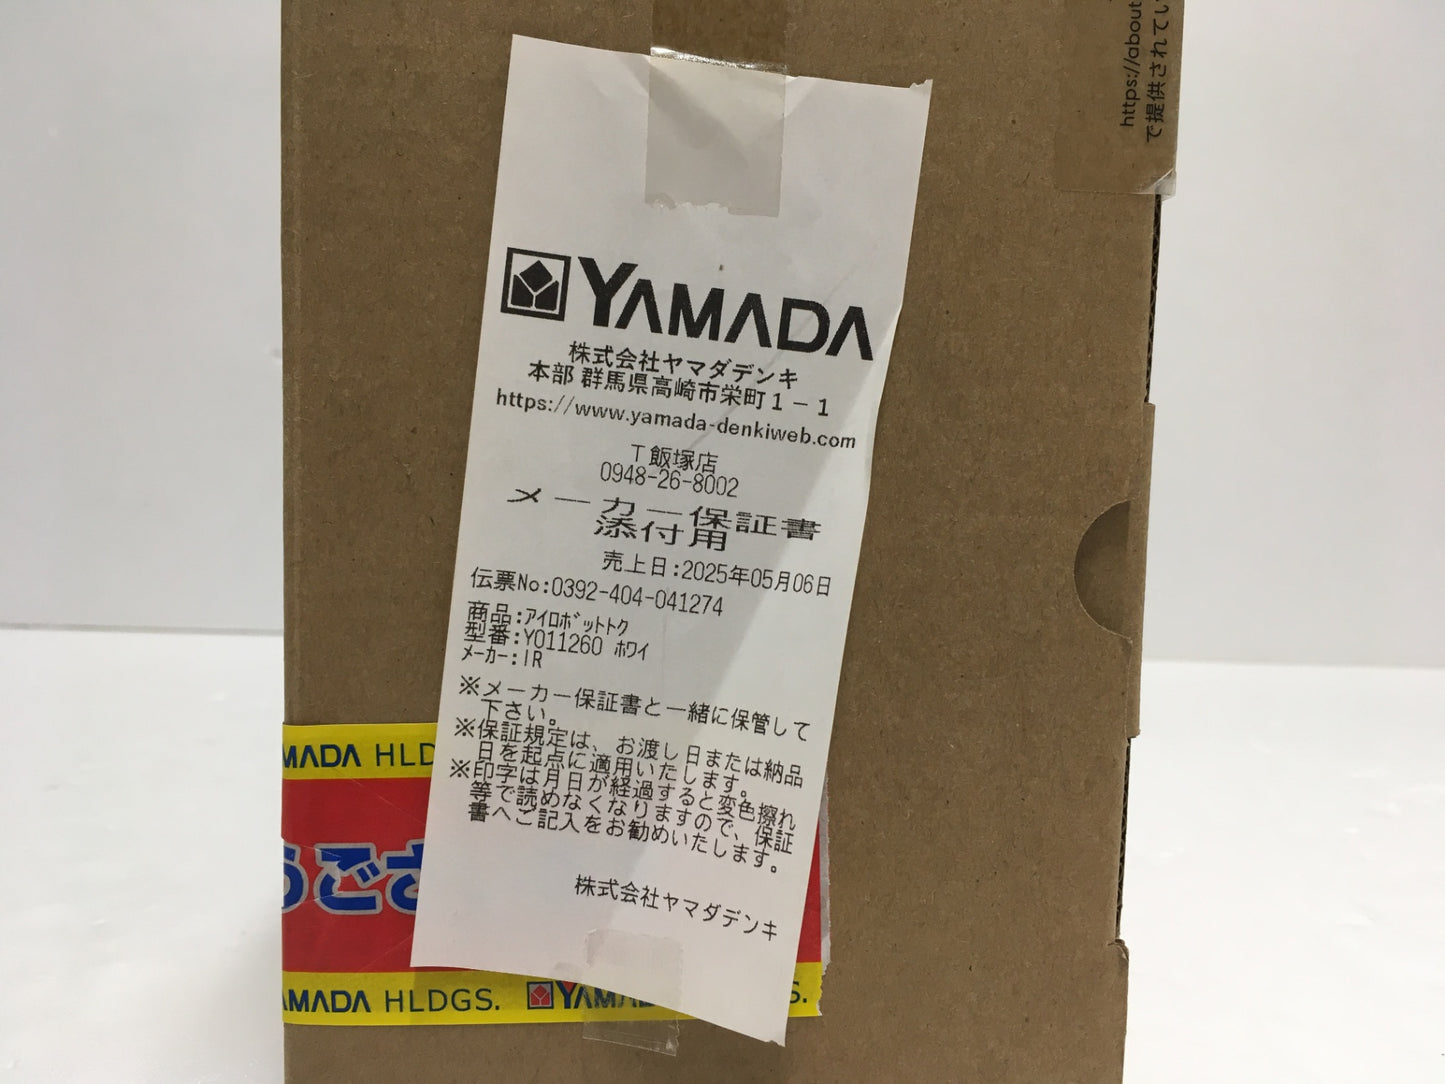 https://about
で提供されてい
YAMADA
株式会社ヤマダデンキ
本部 群馬県高崎市栄町1-1
https://www.yamada-denkiweb.com
T飯塚店
0948-26-8002
メーカー保証書
添付用
売上日:2025年05月06日
伝票No:0392-404-041274
商品:ｱｲﾛﾎﾞｯﾄﾄｸ
型番:Y011260 ﾎﾜｲ
ﾒｰｶｰ:IR
※メーカー保証書と一緒に保管して
下さい。
※保証規定は、お渡し日または納品
日を起点に適用いたします。
※印字は月日が経過すると変色擦れ
等で読めなくなりますので、保証
書へご記入をお勧めいたします。
株式会社ヤマダデンキ
AMADA HLD
うごさ
AMADA HLDGS. YAMA S.